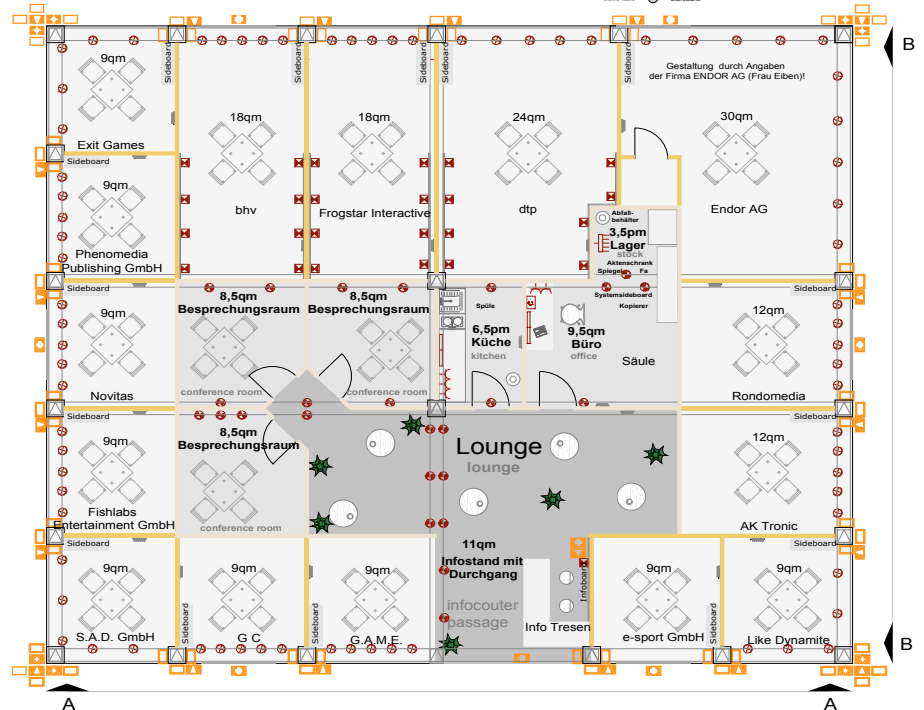 B
9qm
Sideboard
Exit Games
18qm
Sideboard
bhv
18qm
Sideboard
Frogstar Interactive
24qm
Sideboard
dtp
Gestaltung durch Angaben
der Firma ENDOR AG (Frau Eiben)!
30qm
Endor AG
Sideboard
9qm
Phenomedia
Publishing GmbH
Abfall-
behälter
3,5pm
Lager
stock
Aktenschrank
Spiegel Fa
Systemsideboard
Kopierer
Sideboard
9qm
Novitas
8,5qm
Besprechungsraum
conference room
8,5qm
Besprechungsraum
conference room
Spüle
6,5pm
Küche
kitchen
9,5qm
Büro
office
Säule
Sideboard
12qm
Rondomedia
Sideboard
9qm
Fishlabs
Entertainment GmbH
8,5qm
Besprechungsraum
conference room
Lounge
lounge
Sideboard
12qm
AK Tronic
Sideboard
9qm
S.A.D. GmbH
9qm
Sideboard
G C
9qm
Sideboard
G.A.M.E.
11qm
Infostand mit
Durchgang
infocouter
passage
Info Tresen
Infoboard
9qm
e-sport GmbH
Sideboard
Sideboard
9qm
Like Dynamite
B
A
A